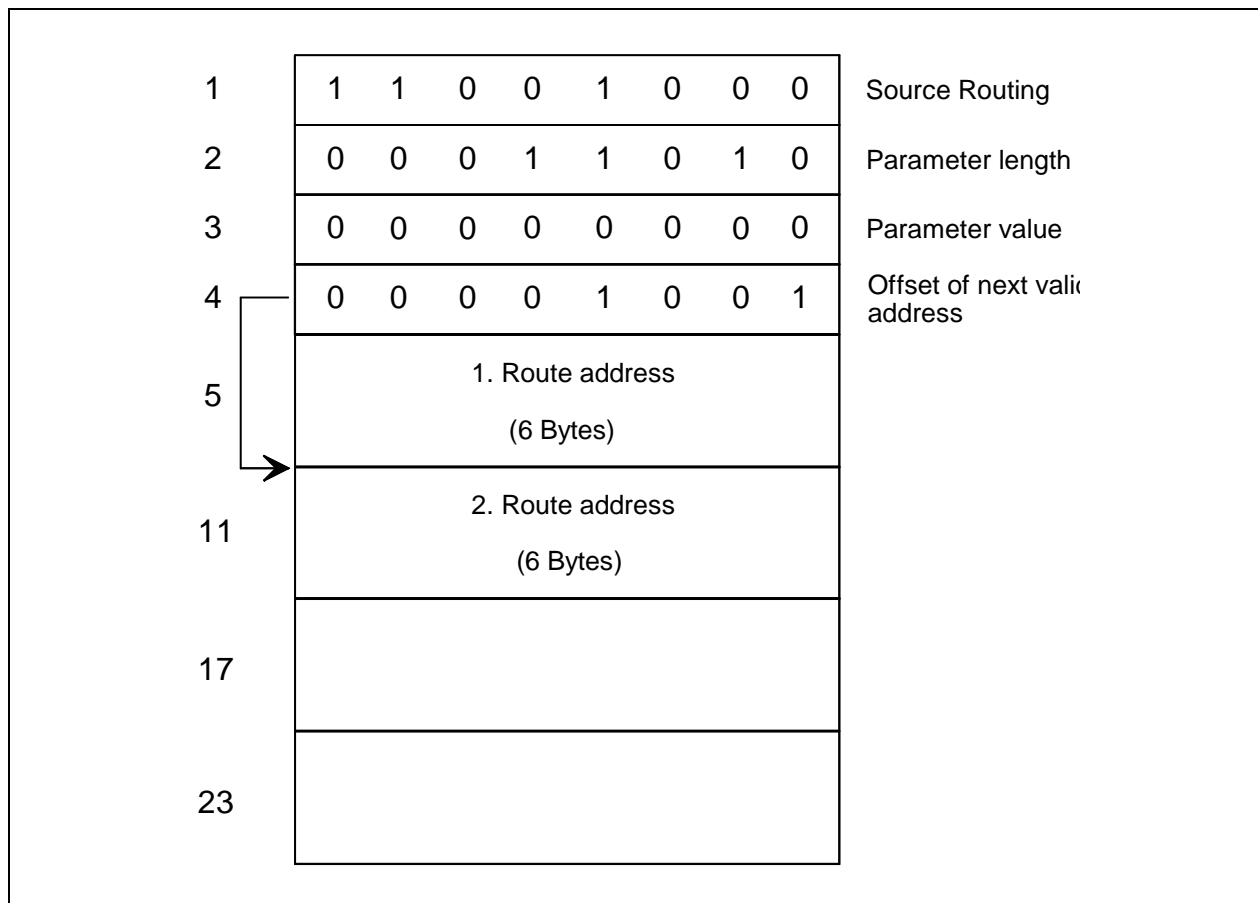 1 1 1 0 0 1 0 0 0 Source Routing
2 0 0 0 1 1 0 1 0 Parameter length
3 0 0 0 0 0 0 0 0 Parameter value
4 0 0 0 0 1 0 0 1 Offset of next valid
address
1. Route address
5
(6 Bytes)
2. Route address
11
(6 Bytes)
17
23